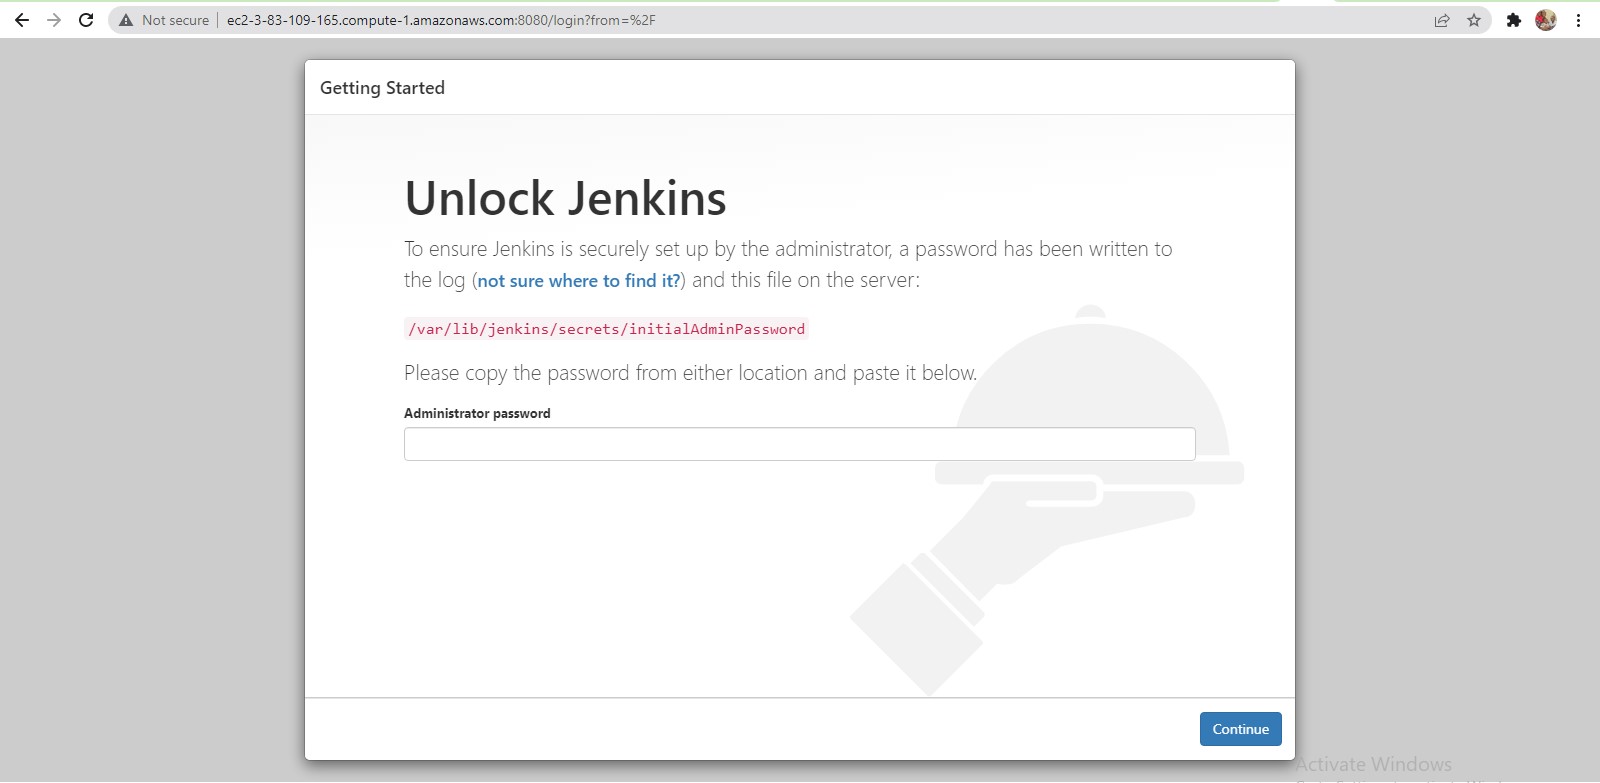 Not secure
ec2-3-83-109-165.compute-1.amazonaws.com:8080/login?from=%2F
Getting Started
Unlock Jenkins
To ensure Jenkins is securely set up by the administrator, a password has been written to
the log (not sure where to find it?) and this file on the server:
/var/lib/jenkins/secrets/initialAdminPassword
Please copy the password from either location and paste it below.
Administrator password
Continue
Activate Windows